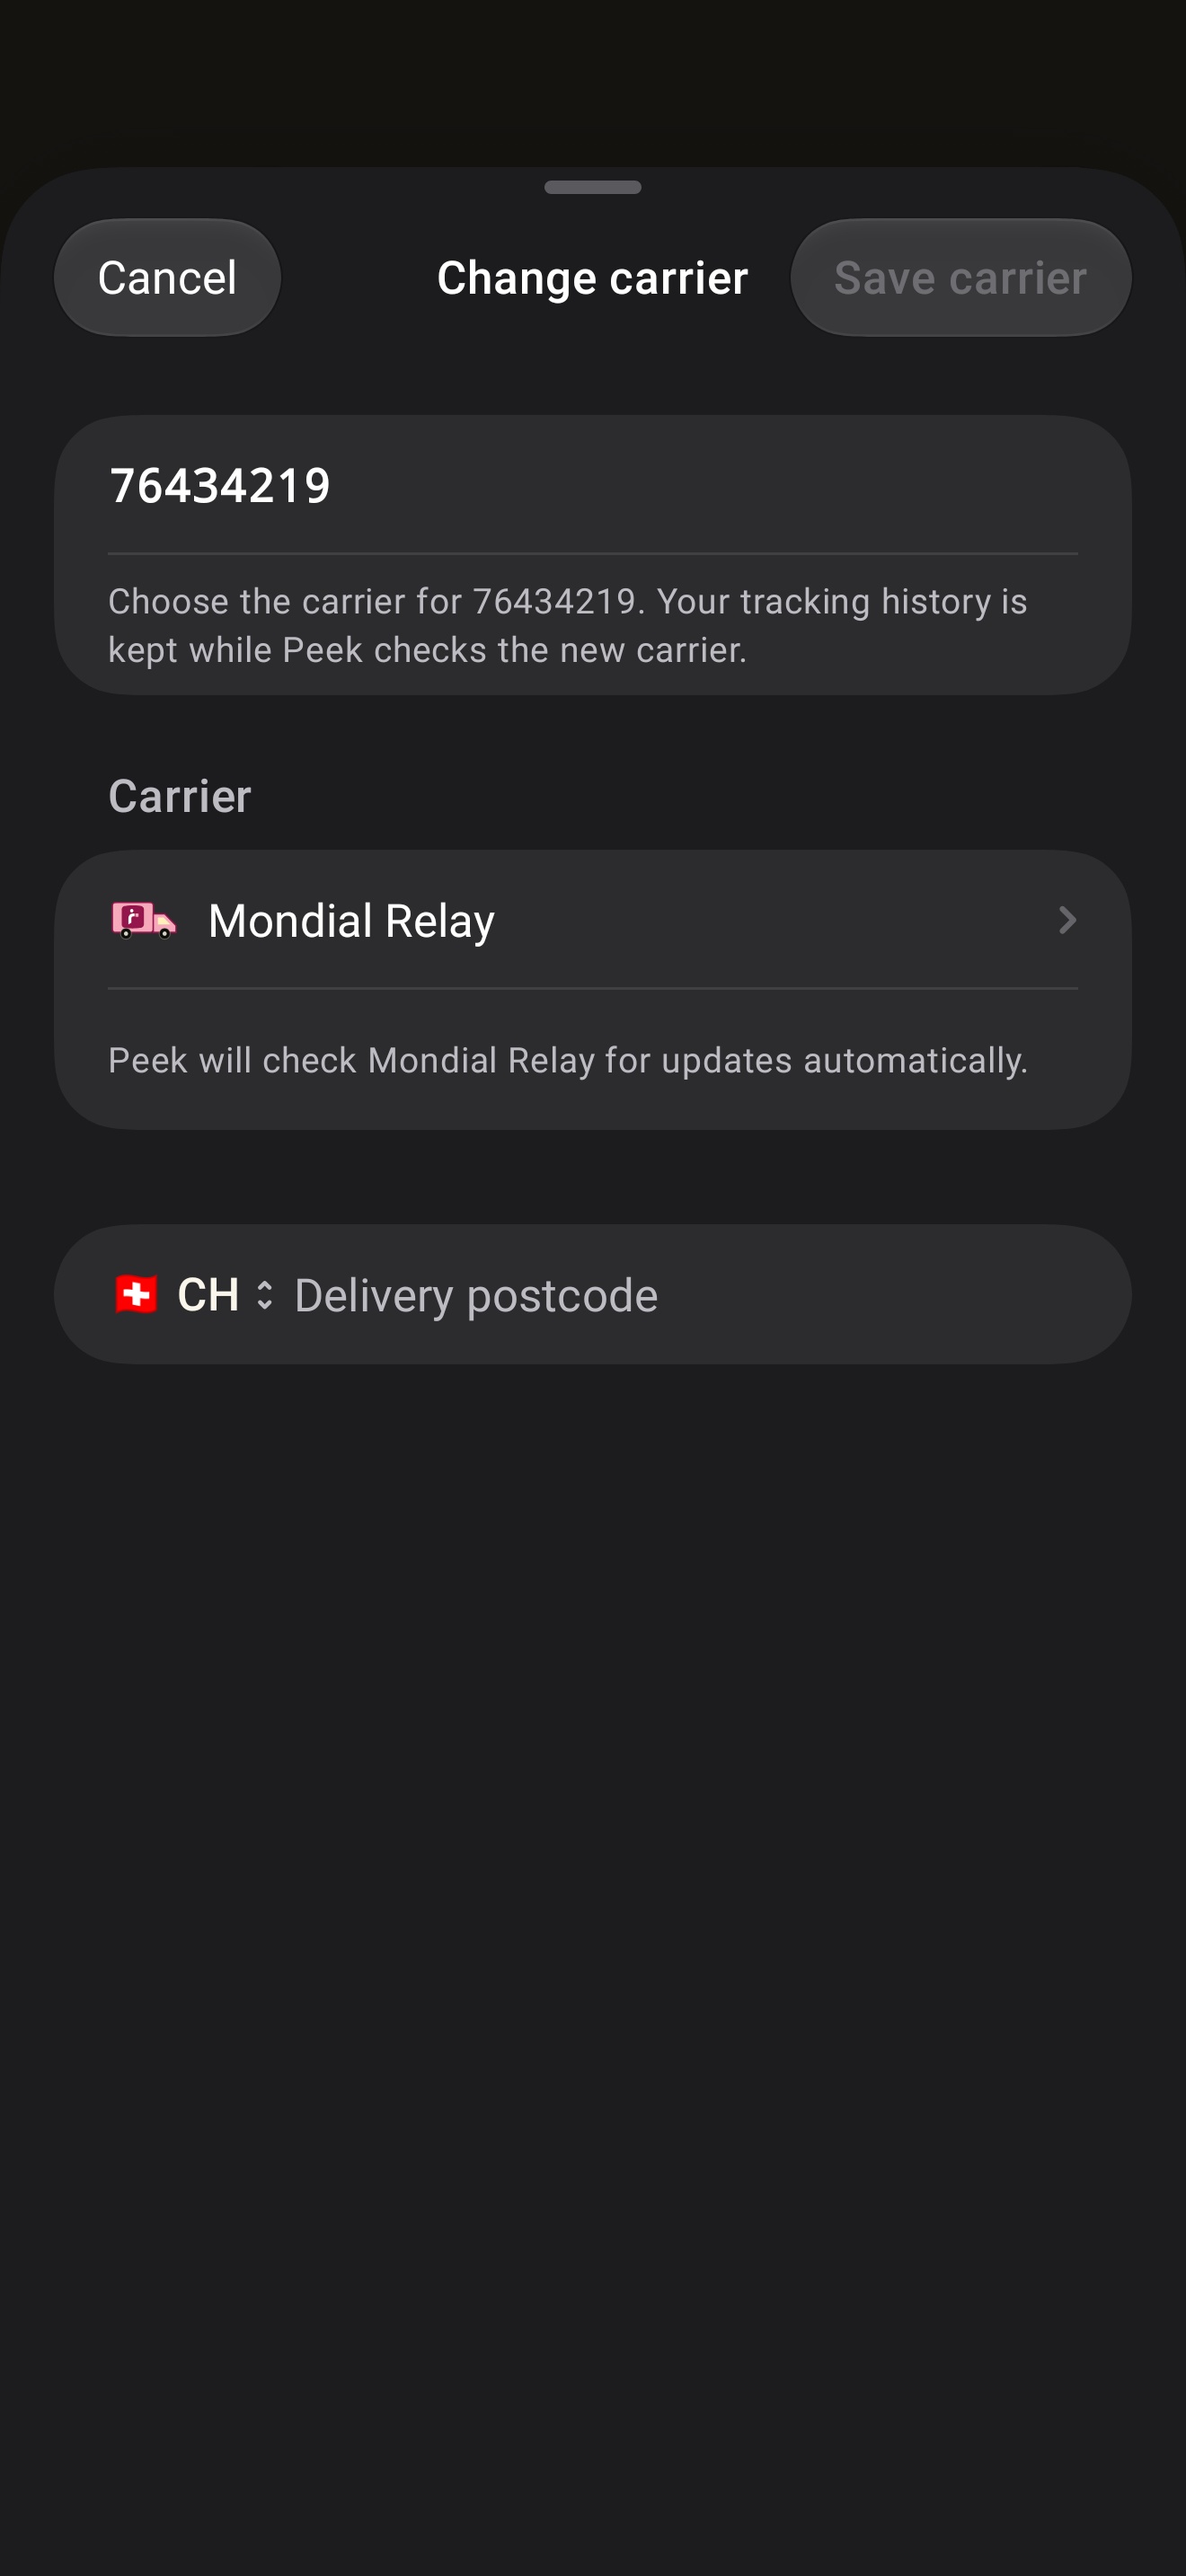 Cancel
Change carrier
Save carrier
76434219
Choose the carrier for 76434219. Your tracking history is
kept while Peek checks the new carrier.
Carrier
Mondial Relay
Peek will check Mondial Relay for updates automatically.
🇨🇭 CH Delivery postcode